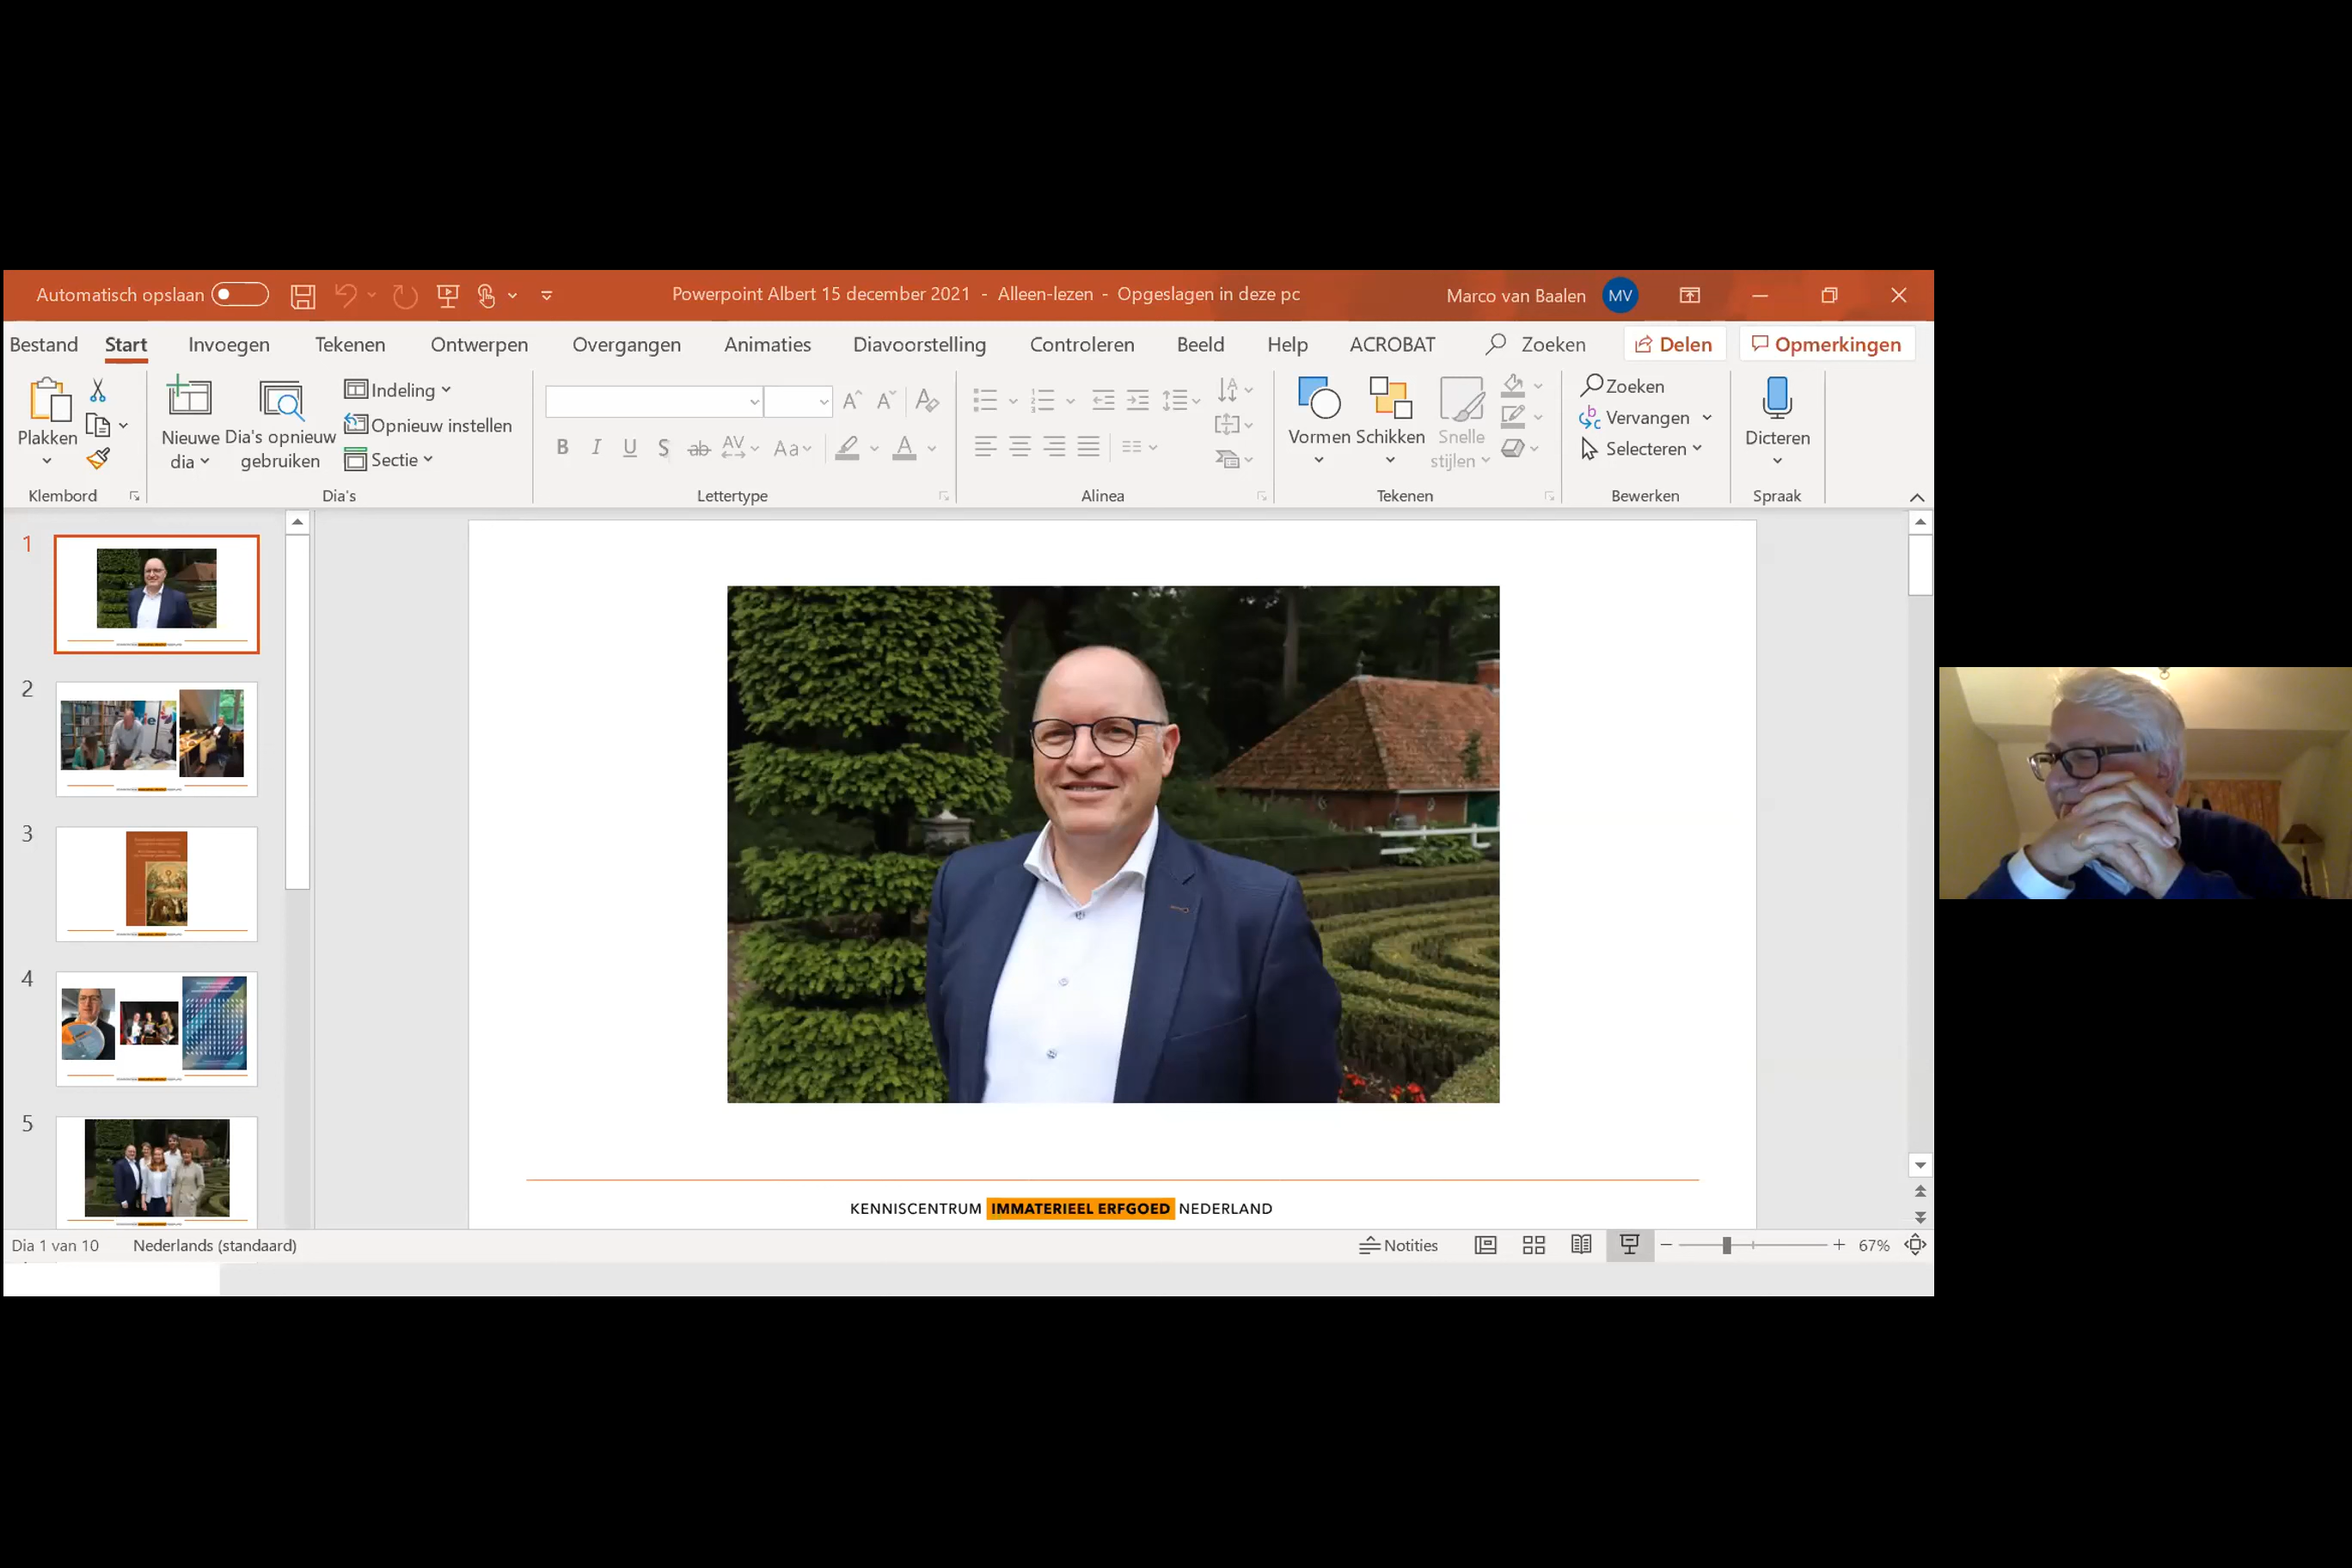 Automatisch opslaan
Powerpoint Albert 15 december 2021 - Alleen-lezen - Opgeslagen in deze pc
Marco van Baalen MV
Bestand Start Invoegen Tekenen Ontwerpen Overgangen Animaties Diavoorstelling Controleren Beeld Help ACROBAT Zoeken Delen Opmerkingen
Plakken
Klembord
Nieuwe
dia
Dia's opnieuw
gebruiken
Indeling
Opnieuw instellen
Sectie
Dia's
B I U S ab AV Aa A
Lettertype
Alinea
Vormen Schikken Snelle
stijlen
Tekenen
Zoeken
Vervangen
Selecteren
Bewerken
Dicteren
Spraak
1
2
3
4
5
KENNISCENTRUM IMMATERIEEL ERFGOED NEDERLAND
Dia 1 van 10 Nederlands (standaard) Notities 67%